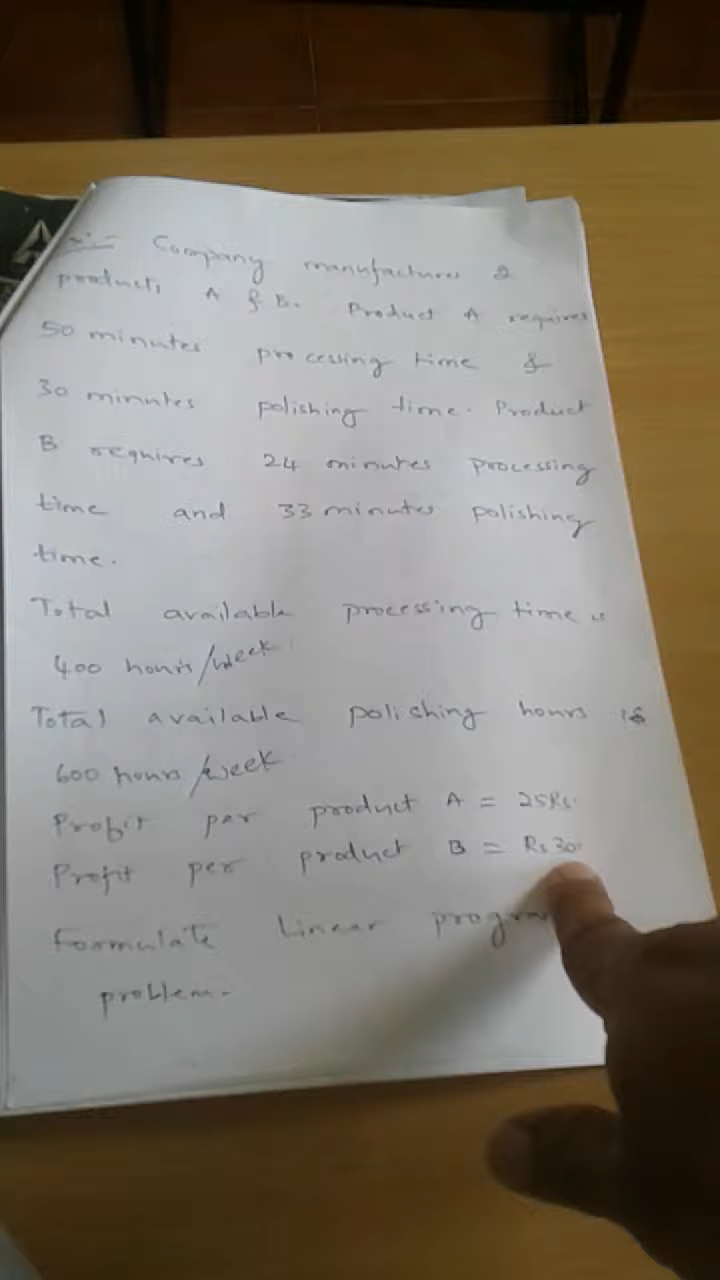 Company manufactures 2
products A & B. Product A requires
50 minutes processing time &
30 minutes polishing time. Product
B requires 24 minutes processing
time and 33 minutes polishing
time.
Total available processing time is
400 hours/week
Total available polishing hours is
600 hours/week
Profit per product A = 25Rs.
Profit per product B = Rs 30.
Formulate Linear
problem.